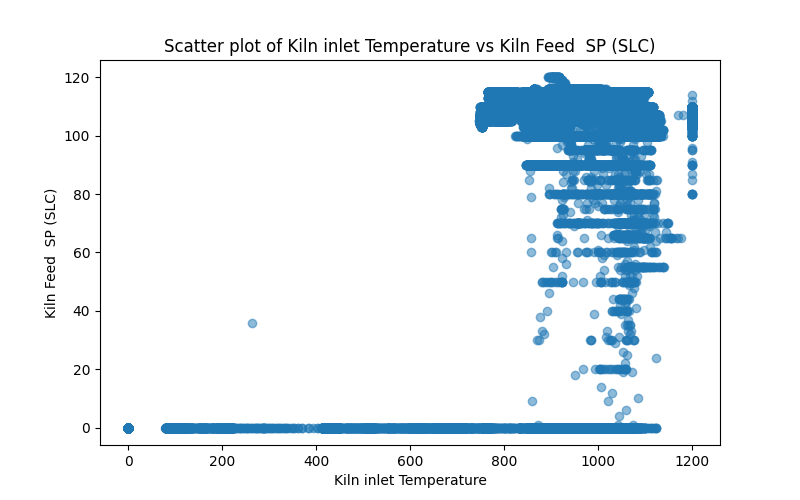 Scatter plot of Kiln inlet Temperature vs Kiln Feed  SP (SLC)
Kiln Feed  SP (SLC)
120
100
80
60
40
20
0
0 200 400 600 800 1000 1200
Kiln inlet Temperature